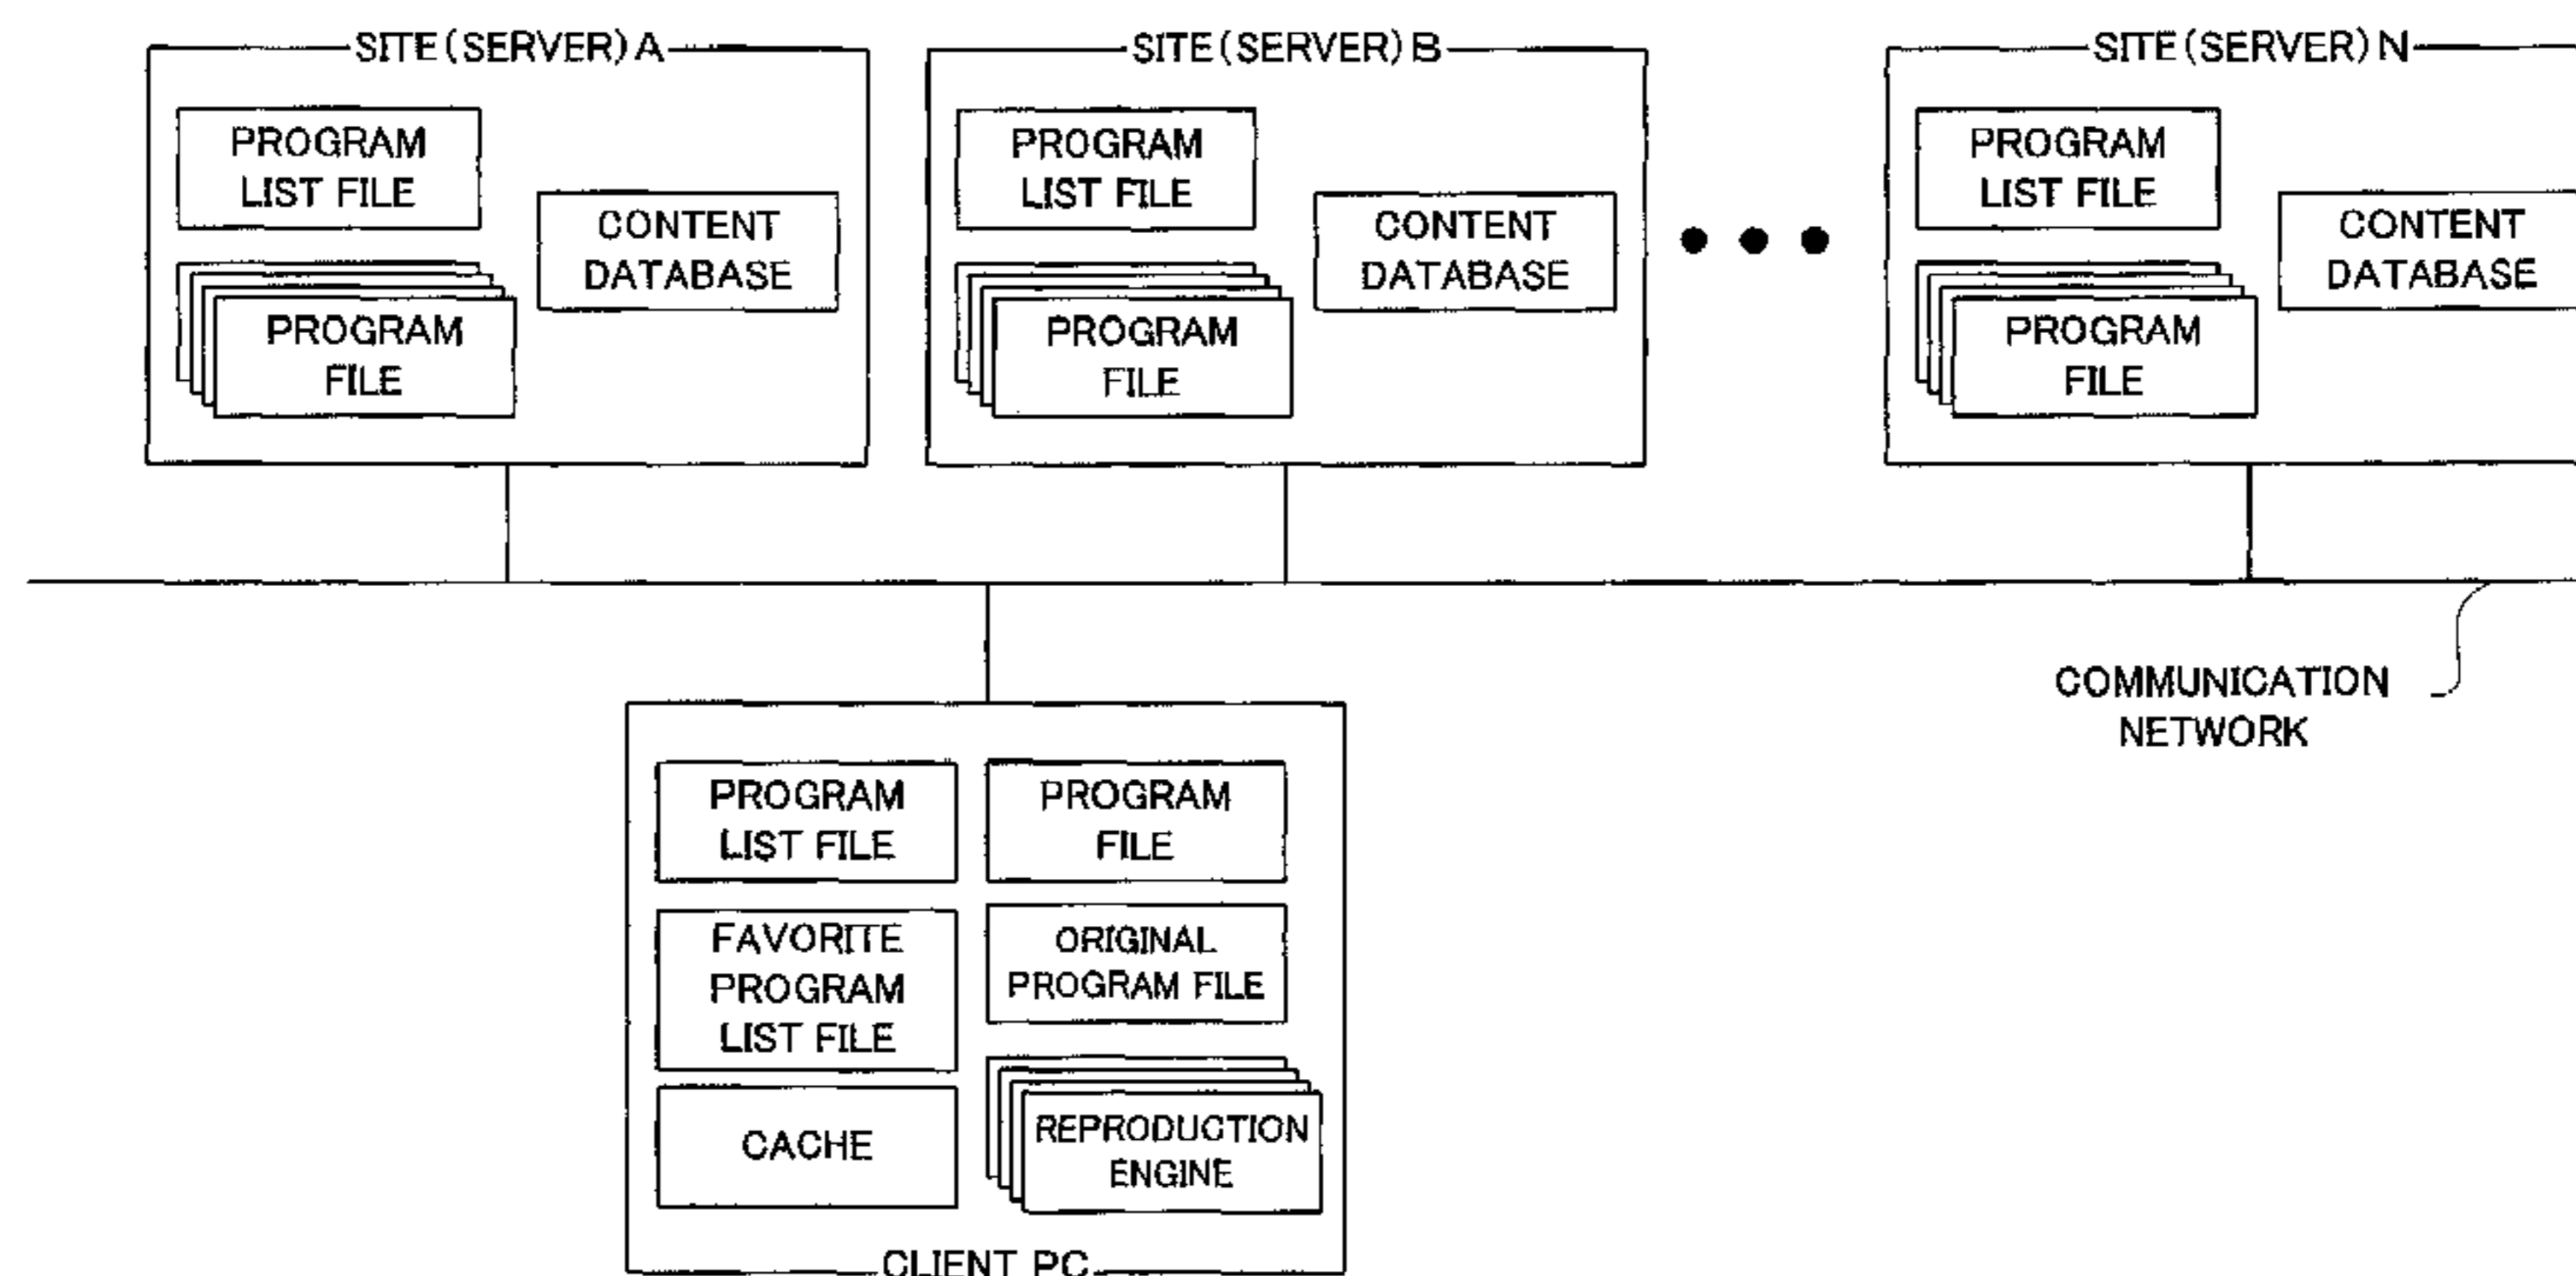 SITE(SERVER)A
PROGRAM
LIST FILE
CONTENT
DATABASE
PROGRAM
FILE
SITE(SERVER)B
PROGRAM
LIST FILE
CONTENT
DATABASE
PROGRAM
FILE
SITE(SERVER)N
PROGRAM
LIST FILE
CONTENT
DATABASE
PROGRAM
FILE
COMMUNICATION
NETWORK
PROGRAM
LIST FILE
PROGRAM
FILE
FAVORITE
PROGRAM
LIST FILE
ORIGINAL
PROGRAM FILE
CACHE
REPRODUCTION
ENGINE
CLIENT PC